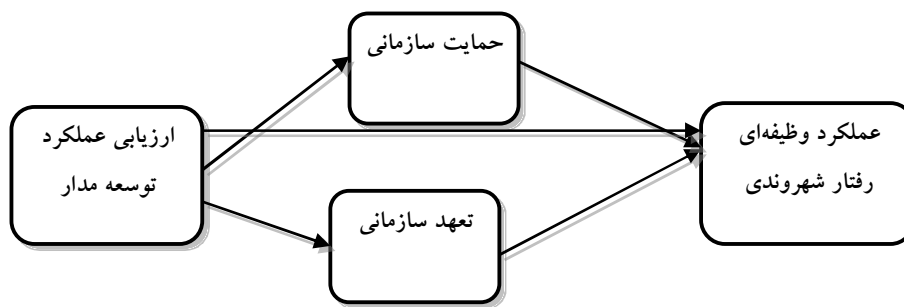 حمایت سازمانی
ارزیابی عملکرد
توسعه مدار
عملکرد وظیفه‌ای
رفتار شهروندی
تعهد سازمانی